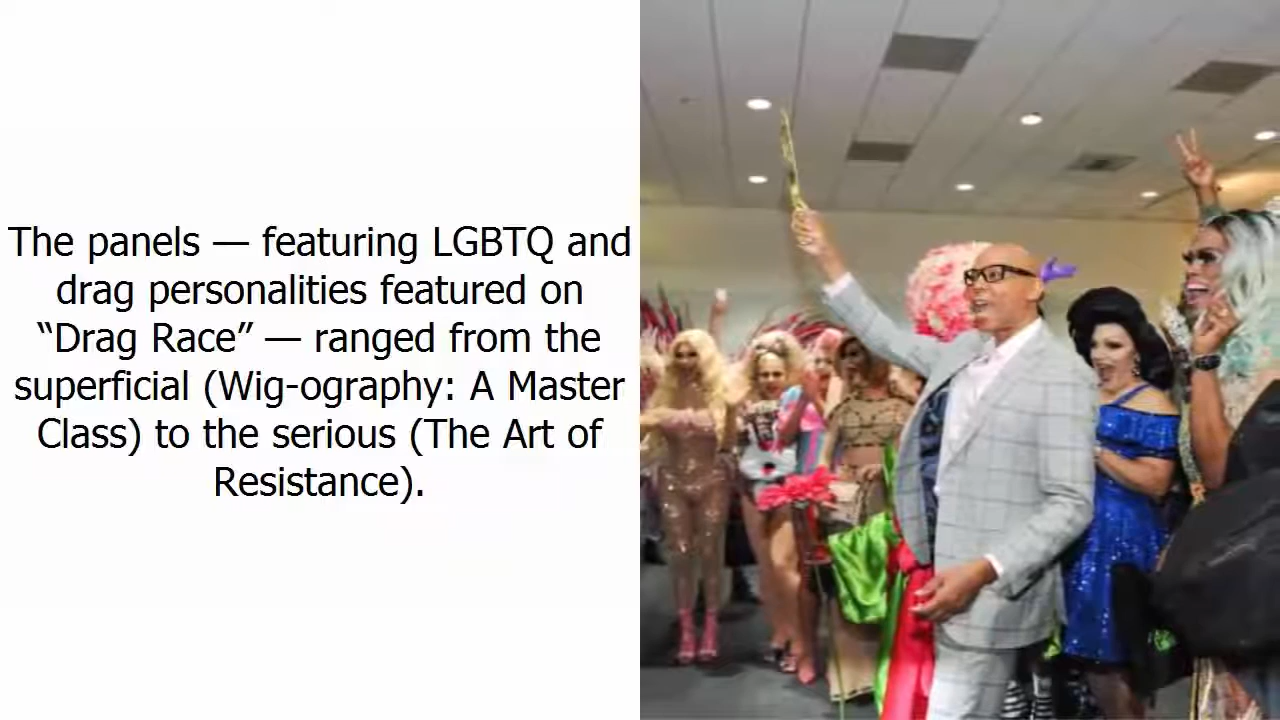 The panels — featuring LGBTQ and
drag personalities featured on
“Drag Race” — ranged from the
superficial (Wig-ography: A Master
Class) to the serious (The Art of
Resistance).